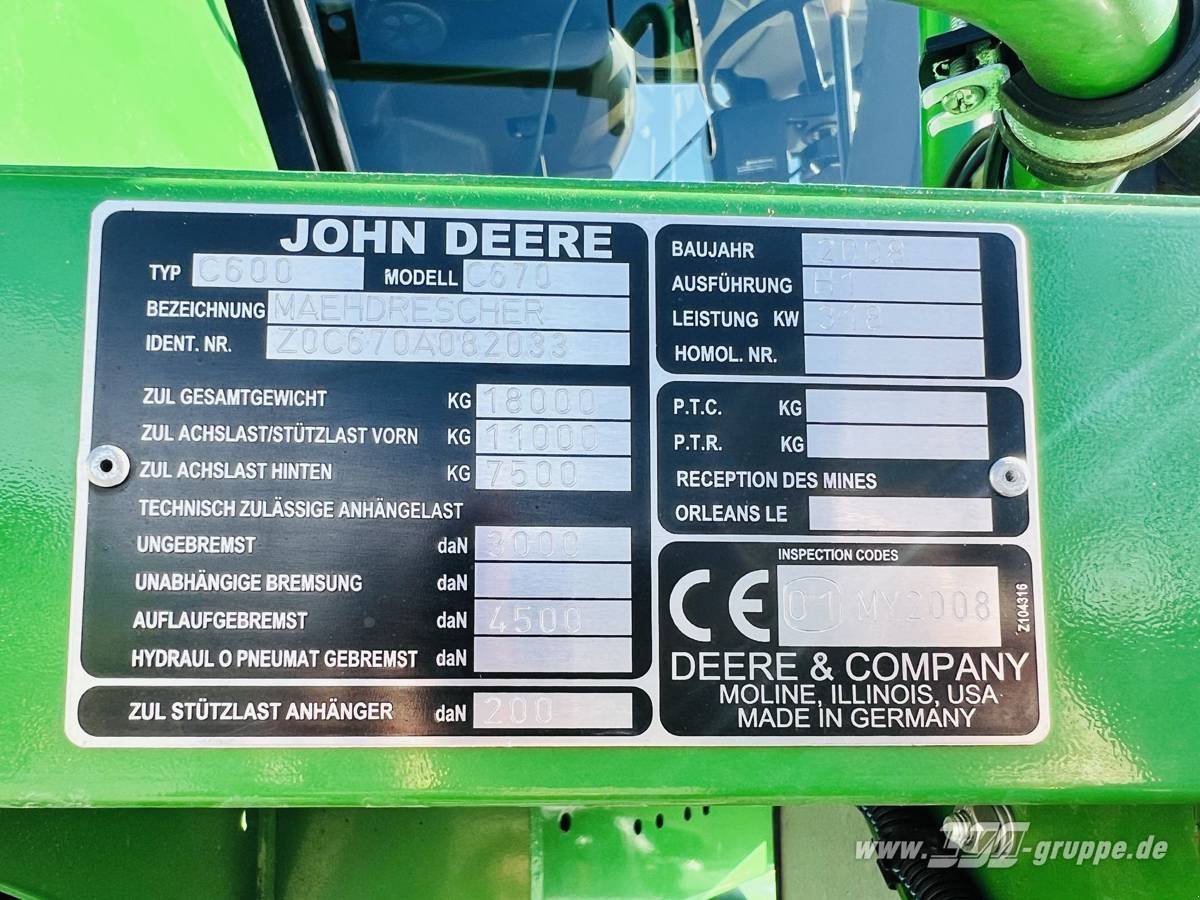 JOHN DEERE
TYP C600 MODELL C670
BEZEICHNUNG MAEHDRESCHER
IDENT. NR. Z0C670A082033
ZUL GESAMTGEWICHT KG 18000
ZUL ACHSLAST/STÜTZLAST VORN KG 11000
ZUL ACHSLAST HINTEN KG 7500
TECHNISCH ZULÄSSIGE ANHÄNGELAST
UNGEBREMST daN 3000
UNABHÄNGIGE BREMSUNG daN
AUFLAUFGEBREMST daN 4500
HYDRAUL O PNEUMAT GEBREMST daN
ZUL STÜTZLAST ANHÄNGER daN 200
BAUJAHR 2008
AUSFÜHRUNG H1
LEISTUNG KW 318
HOMOL. NR.
P.T.C. KG
P.T.R. KG
RECEPTION DES MINES
ORLEANS LE
INSPECTION CODES
CE 01 MY2008
Z104316
DEERE & COMPANY
MOLINE, ILLINOIS, USA
MADE IN GERMANY
www. -gruppe.de